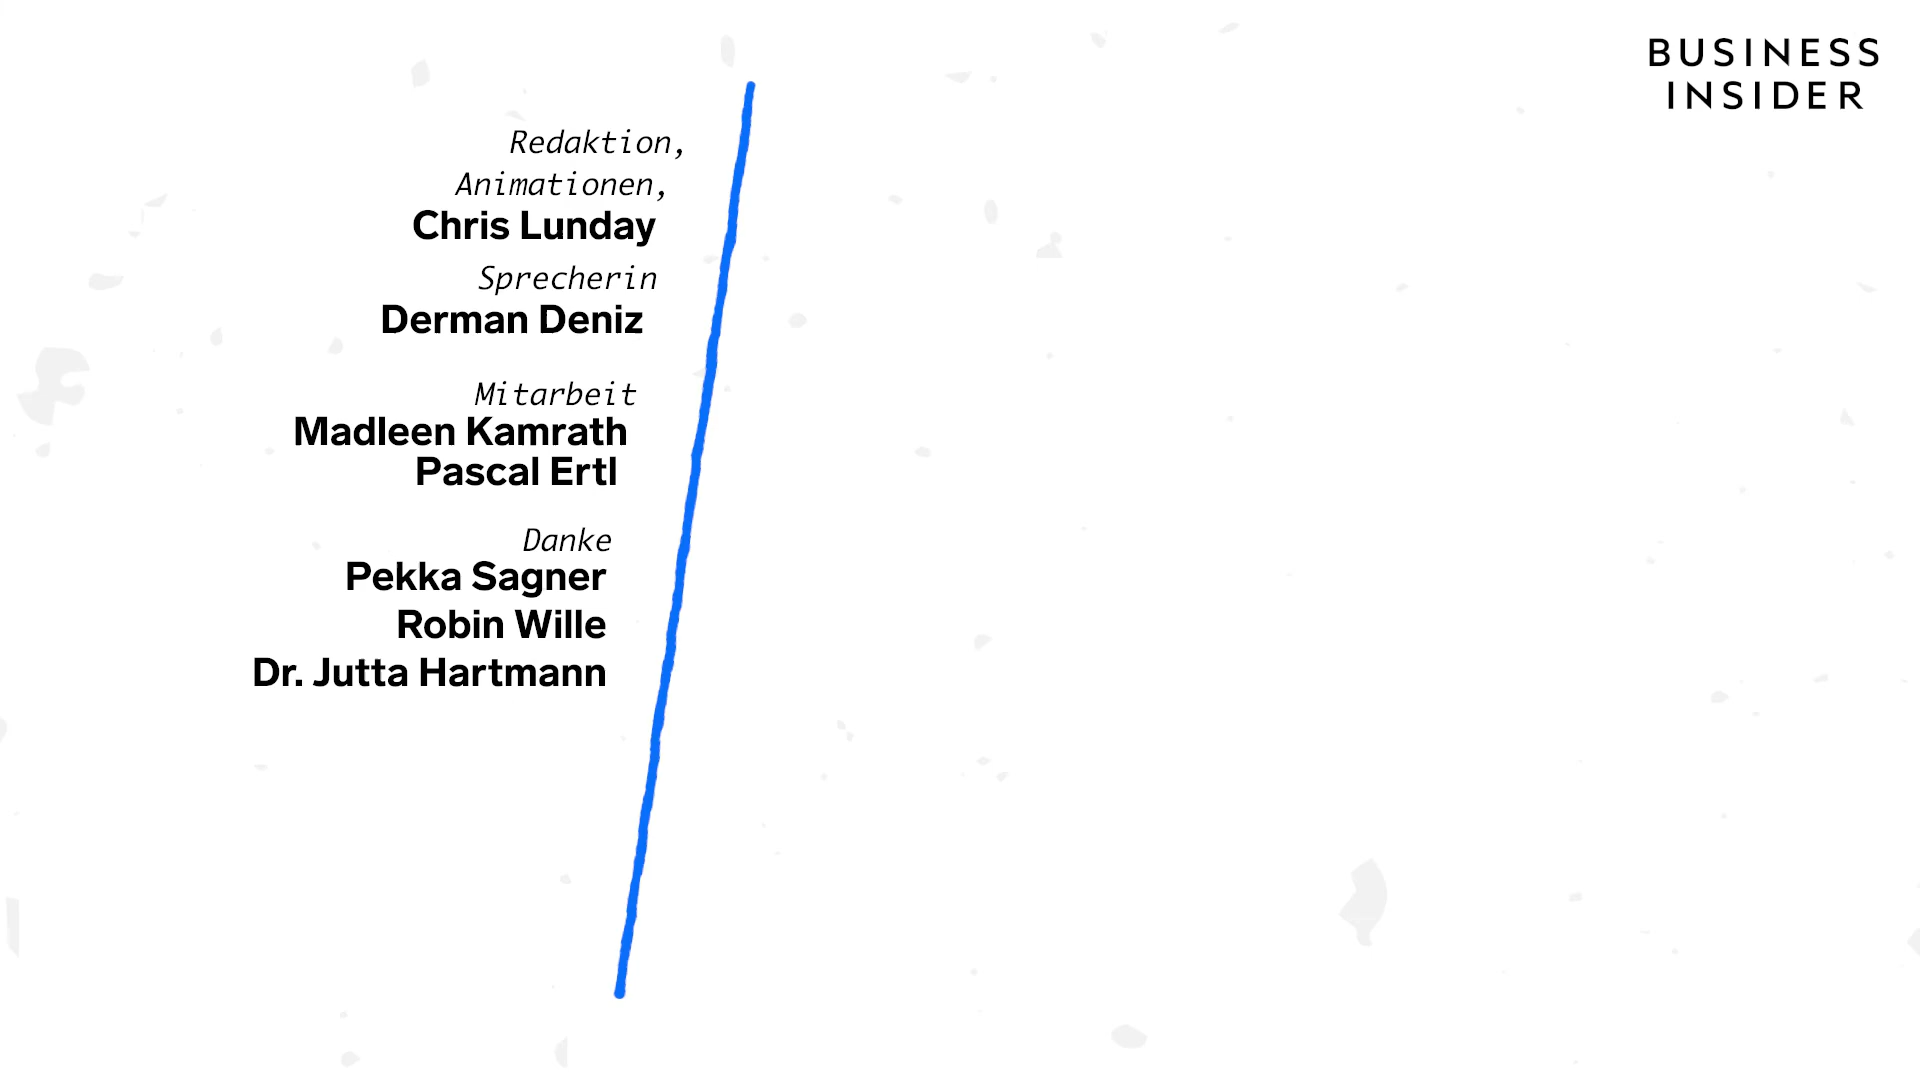 BUSINESS
INSIDER
Redaktion,
Animationen,
Chris Lunday
Sprecherin
Derman Deniz
Mitarbeit
Madleen Kamrath
Pascal Ertl
Danke
Pekka Sagner
Robin Wille
Dr. Jutta Hartmann